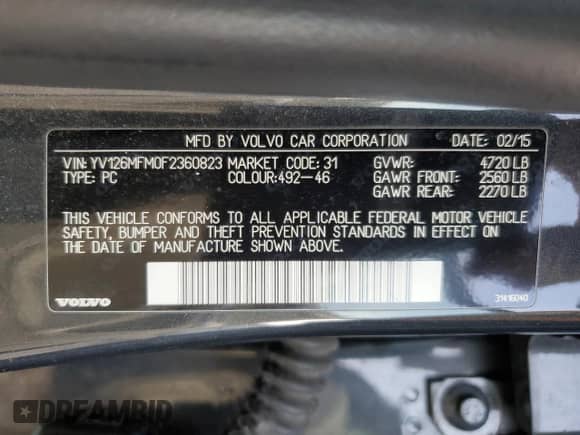 MFD BY VOLVO CAR CORPORATION DATE: 02/15
VIN: YV126MFM0F2360823 MARKET CODE: 31 GVWR: 4720 LB
TYPE: PC COLOUR:492-46 GAWR FRONT: 2560 LB
GAWR REAR: 2270 LB
THIS VEHICLE CONFORMS TO ALL APPLICABLE FEDERAL MOTOR VEHICLE
SAFETY, BUMPER AND THEFT PREVENTION STANDARDS IN EFFECT ON
THE DATE OF MANUFACTURE SHOWN ABOVE.
VOLVO 31416040
DREAMBID